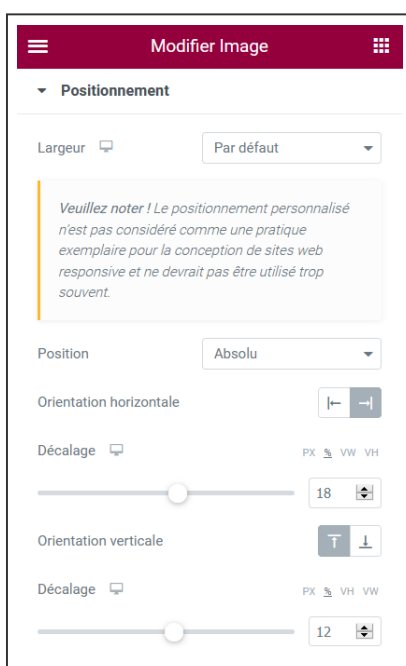 Modifier Image
Positionnement
Largeur Par défaut
Veuillez noter ! Le positionnement personnalisé
n'est pas considéré comme une pratique
exemplaire pour la conception de sites web
responsive et ne devrait pas être utilisé trop
souvent.
Position Absolu
Orientation horizontale
Décalage PX % VW VH
18
Orientation verticale
Décalage PX % VH VW
12